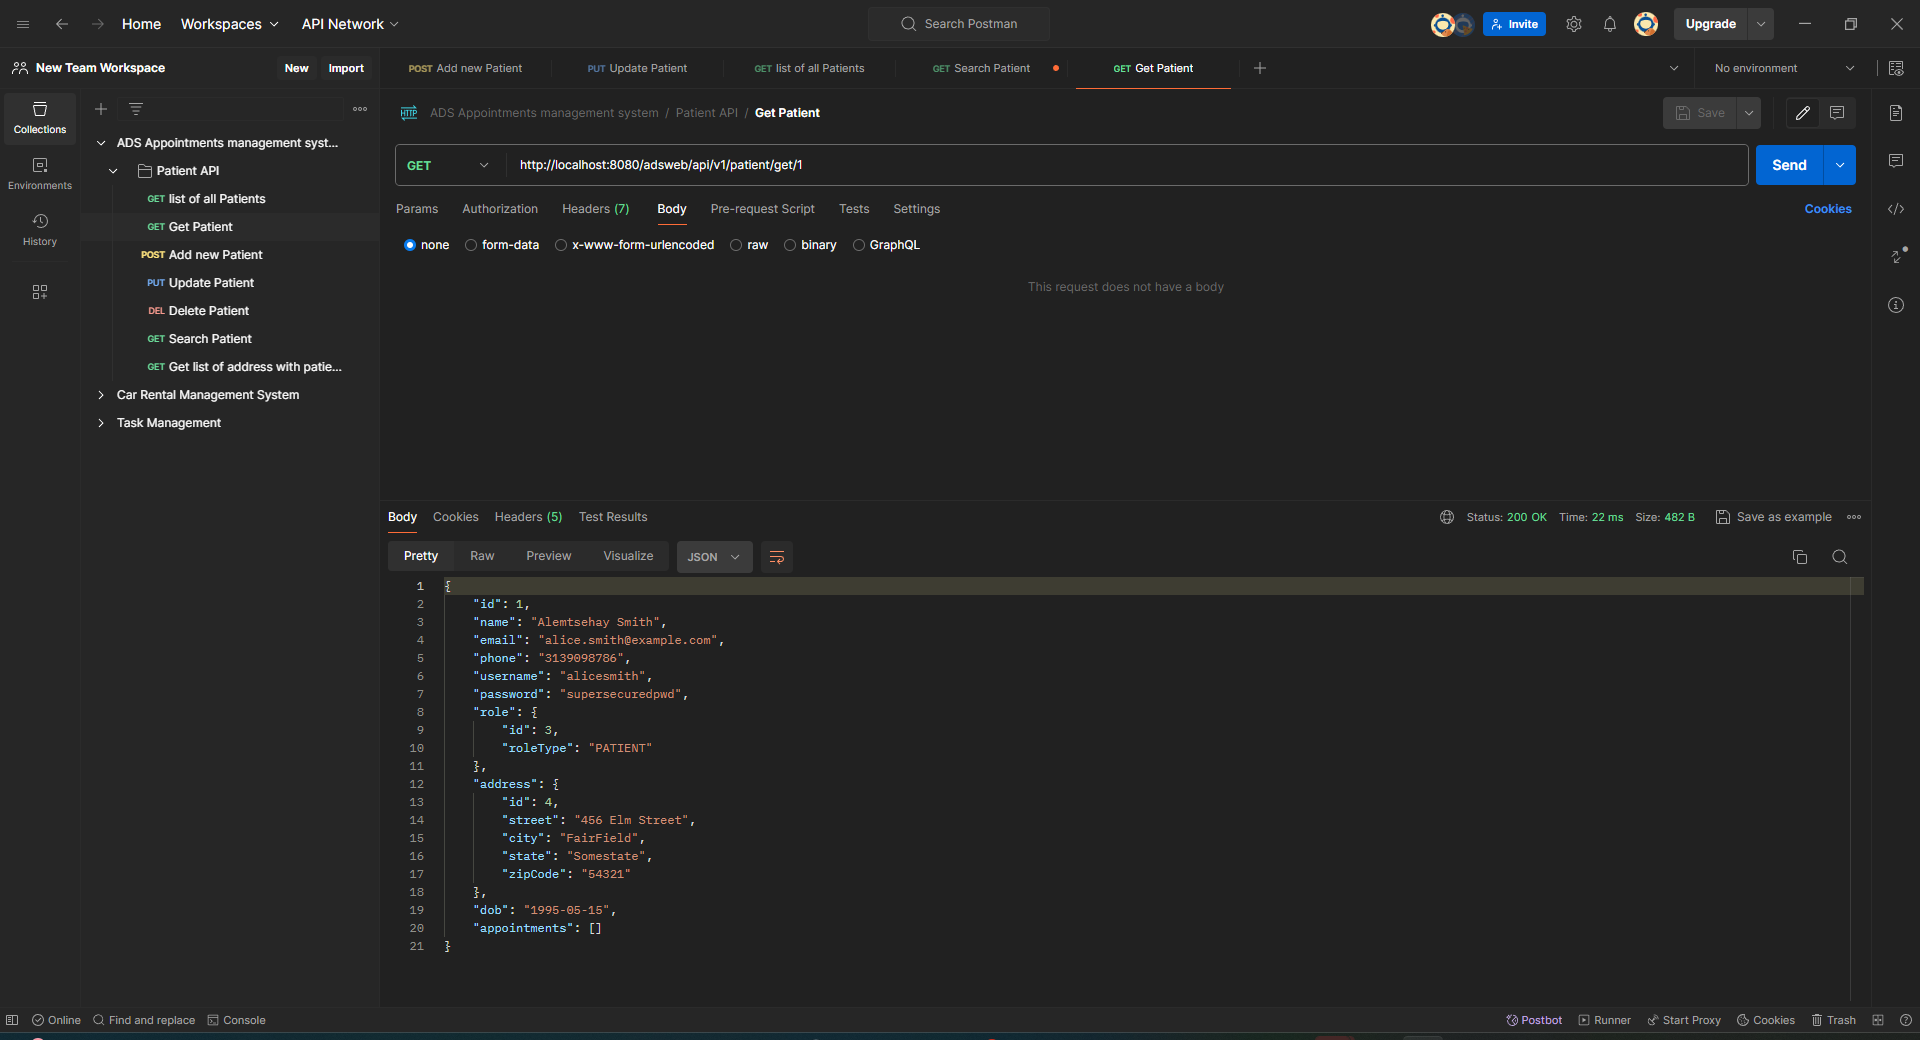 Home Workspaces API Network Search Postman Invite Upgrade
New Team Workspace New Import POST Add new Patient PUT Update Patient GET list of all Patients GET Search Patient GET Get Patient No environment
Collections
Environments
History
ADS Appointments management syst...
Patient API
GET list of all Patients
GET Get Patient
POST Add new Patient
PUT Update Patient
DEL Delete Patient
GET Search Patient
GET Get list of address with patie...
Car Rental Management System
Task Management
HTTP ADS Appointments management system / Patient API / Get Patient Save
GET http://localhost:8080/adsweb/api/v1/patient/get/1 Send
Params Authorization Headers (7) Body Pre-request Script Tests Settings Cookies
none form-data x-www-form-urlencoded raw binary GraphQL
This request does not have a body
Body Cookies Headers (5) Test Results Status: 200 OK Time: 22 ms Size: 482 B Save as example
Pretty Raw Preview Visualize JSON
1 {
2 "id": 1,
3 "name": "Alemtsehay Smith",
4 "email": "alice.smith@example.com",
5 "phone": "3139098786",
6 "username": "alicesmith",
7 "password": "supersecuredpwd",
8 "role": {
9 "id": 3,
10 "roleType": "PATIENT"
11 },
12 "address": {
13 "id": 4,
14 "street": "456 Elm Street",
15 "city": "FairField",
16 "state": "Somestate",
17 "zipCode": "54321"
18 },
19 "dob": "1995-05-15",
20 "appointments": []
21 }
Online Find and replace Console Postbot Runner Start Proxy Cookies Trash